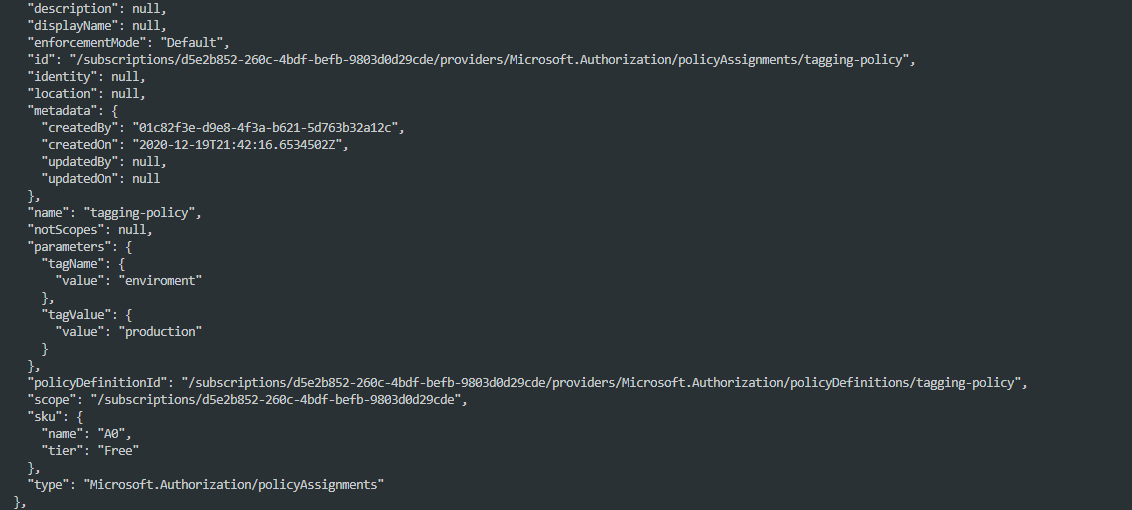 "description": null,
"displayName": null,
"enforcementMode": "Default",
"id": "/subscriptions/d5e2b852-260c-4bdf-befb-9803d0d29cde/providers/Microsoft.Authorization/policyAssignments/tagging-policy",
"identity": null,
"location": null,
"metadata": {
"createdBy": "01c82f3e-d9e8-4f3a-b621-5d763b32a12c",
"createdOn": "2020-12-19T21:42:16.6534502Z",
"updatedBy": null,
"updatedOn": null
},
"name": "tagging-policy",
"notScopes": null,
"parameters": {
"tagName": {
"value": "enviroment"
},
"tagValue": {
"value": "production"
}
},
"policyDefinitionId": "/subscriptions/d5e2b852-260c-4bdf-befb-9803d0d29cde/providers/Microsoft.Authorization/policyDefinitions/tagging-policy",
"scope": "/subscriptions/d5e2b852-260c-4bdf-befb-9803d0d29cde",
"sku": {
"name": "A0",
"tier": "Free"
},
"type": "Microsoft.Authorization/policyAssignments"
},